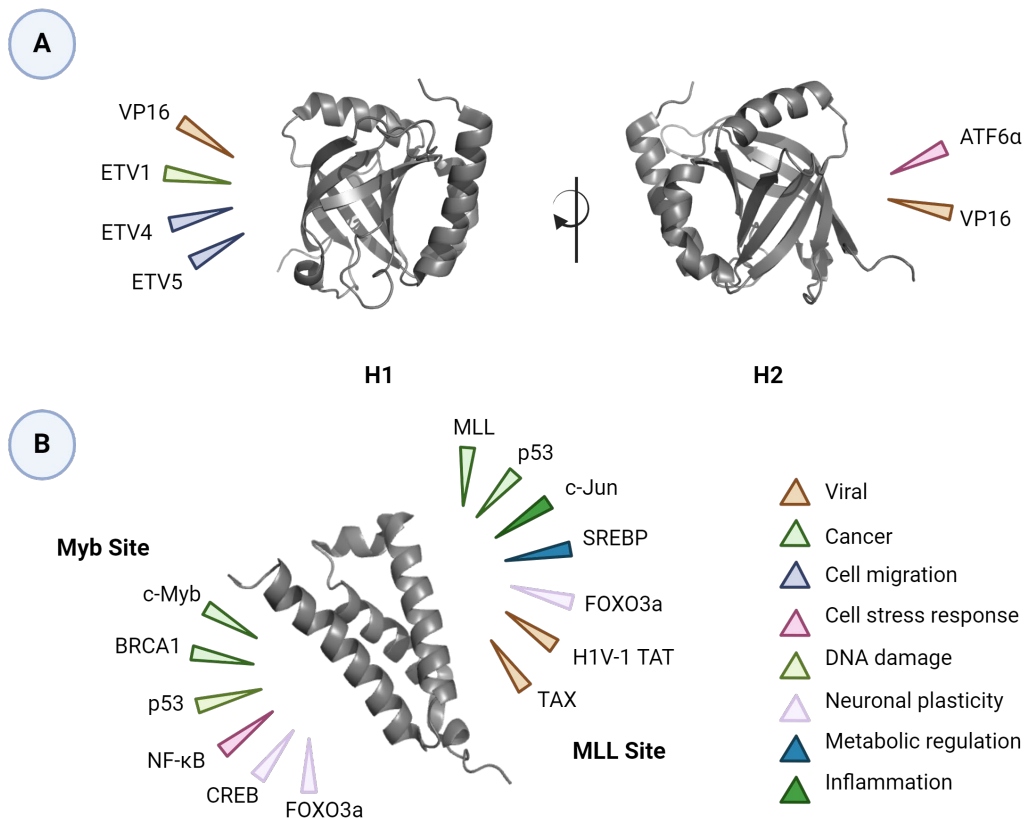 A
VP16
ETV1
ETV4
ETV5
ATF6α
VP16
H1
H2
B
MLL
p53
c-Jun
SREBP
FOXO3a
H1V-1 TAT
TAX
MLL Site
Myb Site
c-Myb
BRCA1
p53
NF-κB
CREB
FOXO3a
Viral
Cancer
Cell migration
Cell stress response
DNA damage
Neuronal plasticity
Metabolic regulation
Inflammation